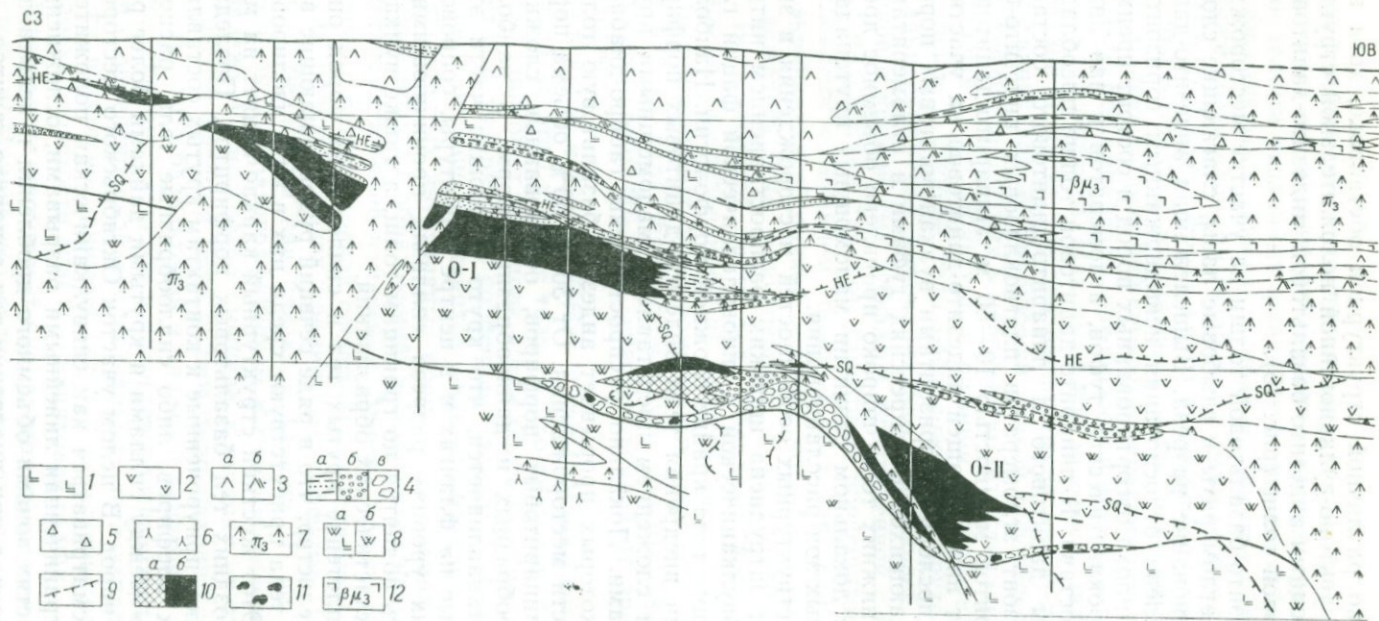 СЗ
ЮВ
НЕ
НЕ
SQ
π₃
НЕ
О-I
SQ
НЕ
βμ₃
π₃
НЕ
SQ
SQ
О-II
SQ
а б а б в
1 2 3 4
а б
5 6 π₃ 7 8
а б
9 10 11 βμ₃ 12